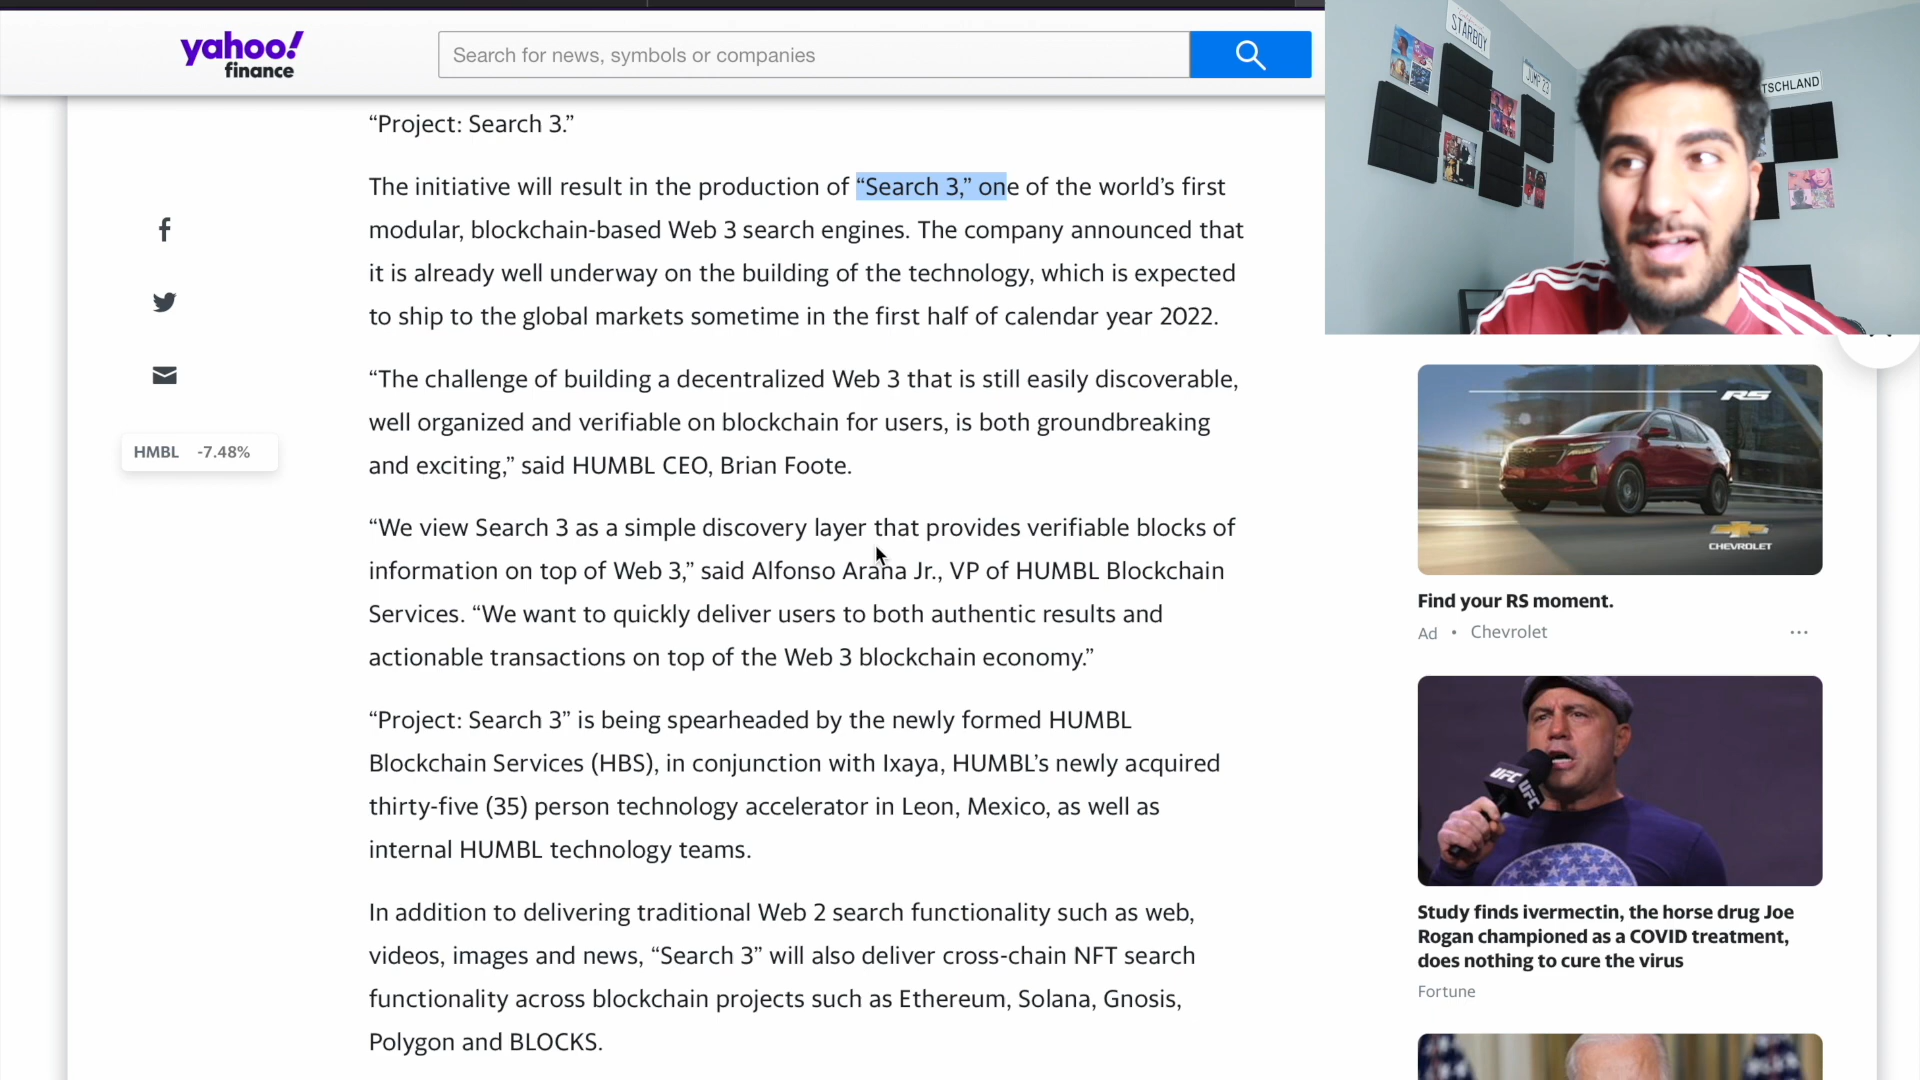 yahoo!
finance
Search for news, symbols or companies
STARBOY
JUMP 23
TSCHLAND
“Project: Search 3.”
The initiative will result in the production of “Search 3,” one of the world’s first
modular, blockchain-based Web 3 search engines. The company announced that
it is already well underway on the building of the technology, which is expected
to ship to the global markets sometime in the first half of calendar year 2022.
“The challenge of building a decentralized Web 3 that is still easily discoverable,
well organized and verifiable on blockchain for users, is both groundbreaking
and exciting,” said HUMBL CEO, Brian Foote.
HMBL -7.48%
“We view Search 3 as a simple discovery layer that provides verifiable blocks of
information on top of Web 3,” said Alfonso Arana Jr., VP of HUMBL Blockchain
Services. “We want to quickly deliver users to both authentic results and
actionable transactions on top of the Web 3 blockchain economy.”
“Project: Search 3” is being spearheaded by the newly formed HUMBL
Blockchain Services (HBS), in conjunction with Ixaya, HUMBL’s newly acquired
thirty-five (35) person technology accelerator in Leon, Mexico, as well as
internal HUMBL technology teams.
In addition to delivering traditional Web 2 search functionality such as web,
videos, images and news, “Search 3” will also deliver cross-chain NFT search
functionality across blockchain projects such as Ethereum, Solana, Gnosis,
Polygon and BLOCKS.
RS
CHEVROLET
Find your RS moment.
Ad • Chevrolet
UFC
UFC
Study finds ivermectin, the horse drug Joe
Rogan championed as a COVID treatment,
does nothing to cure the virus
Fortune